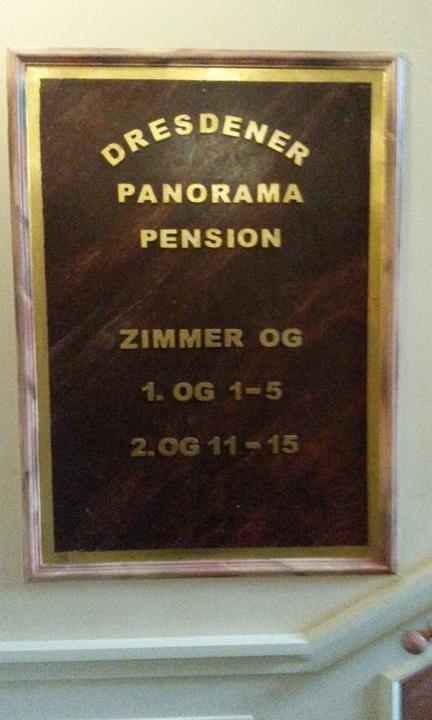 DRESDENER
PANORAMA
PENSION
ZIMMER OG
1. OG 1-5
2. OG 11-15